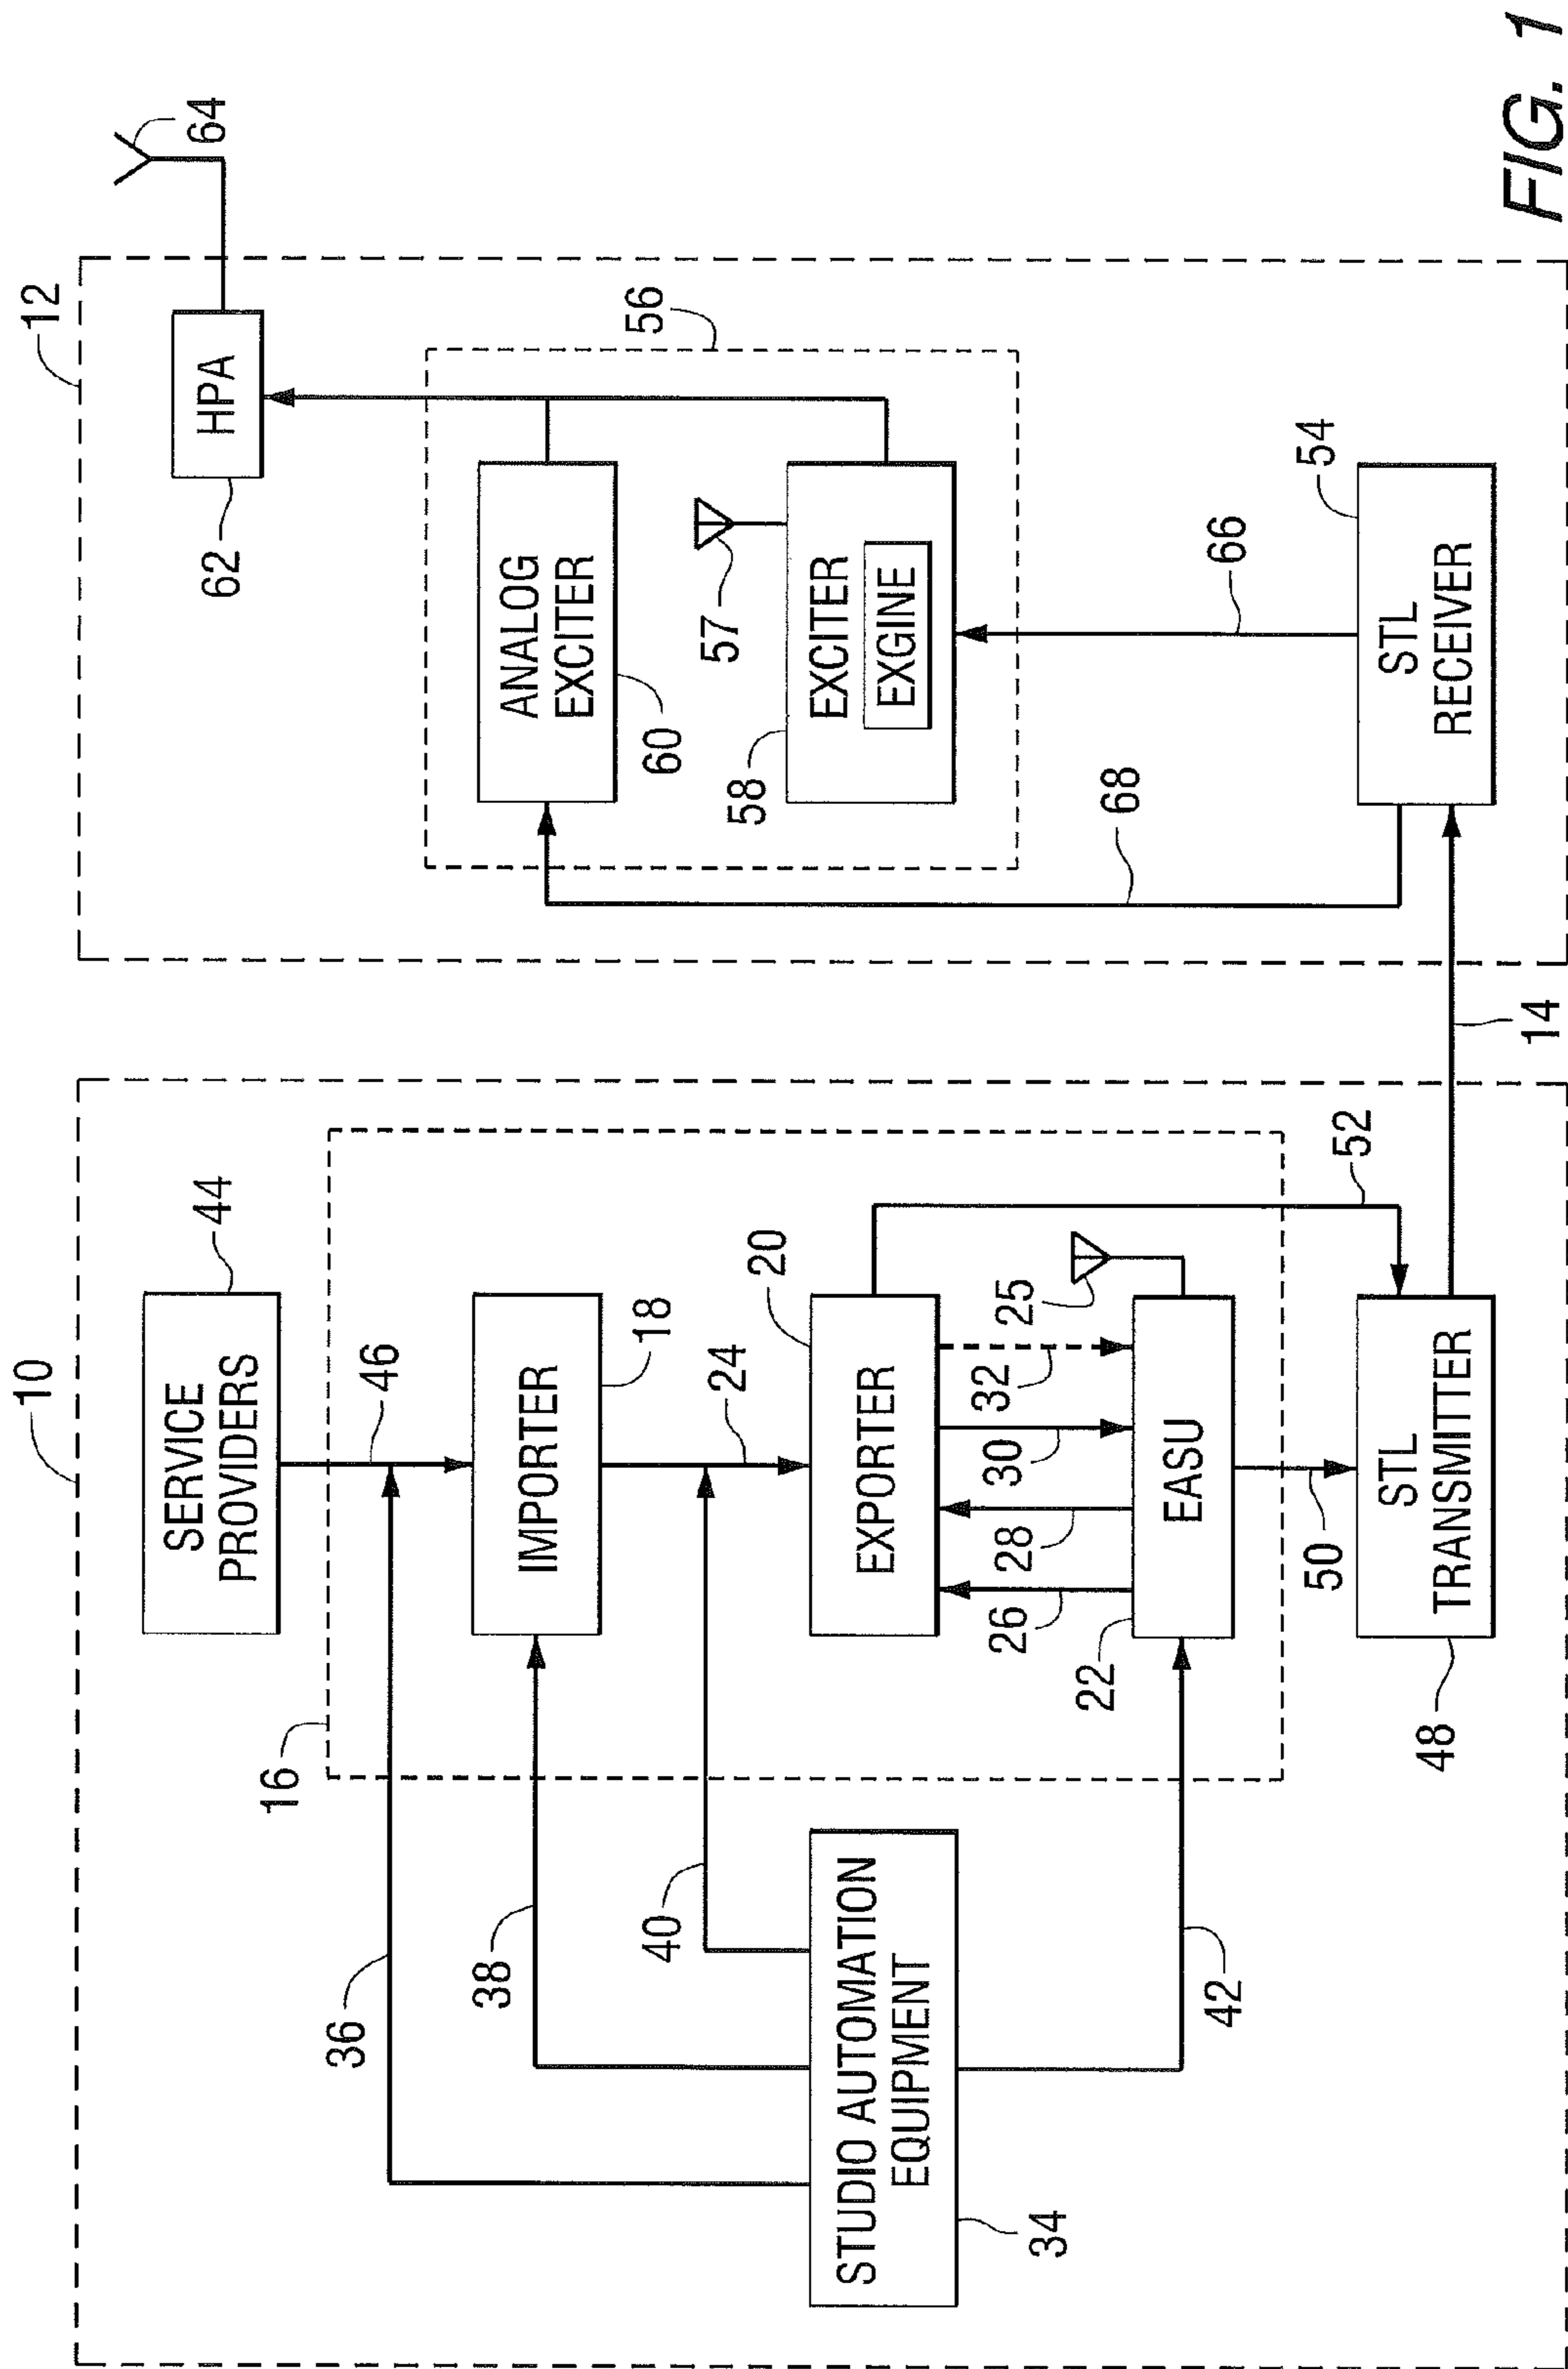 10
SERVICE
PROVIDERS
44
46
36
16
IMPORTER
18
38
24
40
STUDIO AUTOMATION
EQUIPMENT
34
EXPORTER
20
26
28
30
32
25
22
EASU
42
52
50
STL
TRANSMITTER
48
14
12
HPA
62
64
56
ANALOG
EXCITER
60
57
EXCITER
EXGINE
58
66
68
STL
RECEIVER
54
FIG. 1